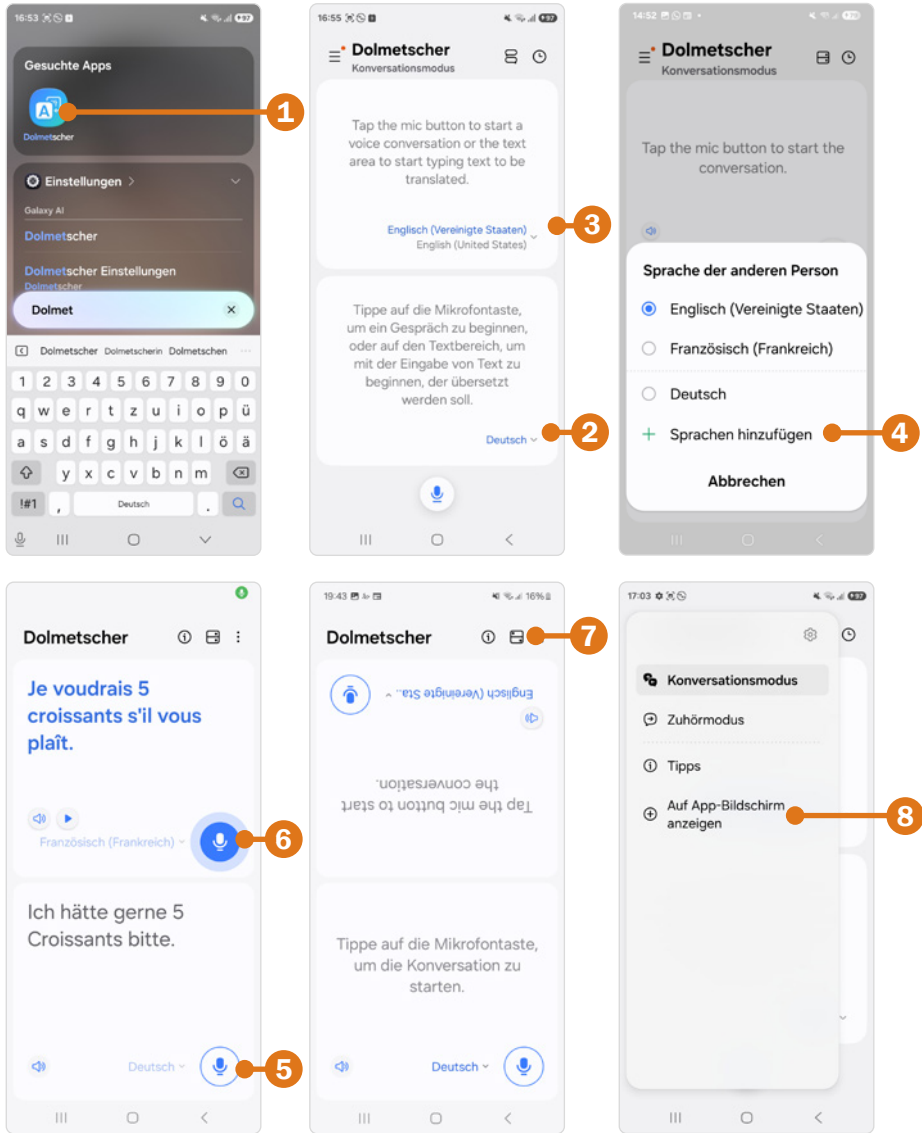 16:53
97
Gesuchte Apps
Dolmetscher
1
Einstellungen >
Galaxy AI
Dolmetscher
Dolmetscher Einstellungen
Dolmetscher
Dolmet
Dolmetscher Dolmetscherin Dolmetschen ...
1 2 3 4 5 6 7 8 9 0
q w e r t z u i o p ü
a s d f g h j k l ö ä
y x c v b n m
!#1 , Deutsch .
16:55
97
Dolmetscher
Konversationsmodus
Tap the mic button to start a
voice conversation or the text
area to start typing text to be
translated.
Englisch (Vereinigte Staaten)
English (United States)
3
Tippe auf die Mikrofontaste,
um ein Gespräch zu beginnen,
oder auf den Textbereich, um
mit der Eingabe von Text zu
beginnen, der übersetzt
werden soll.
Deutsch
2
14:52
Dolmetscher
Konversationsmodus
Tap the mic button to start the
conversation.
Sprache der anderen Person
Englisch (Vereinigte Staaten)
Französisch (Frankreich)
Deutsch
+ Sprachen hinzufügen
4
Abbrechen
Dolmetscher
Je voudrais 5
croissants s'il vous
plaît.
Französisch (Frankreich)
6
Ich hätte gerne 5
Croissants bitte.
Deutsch
5
19:43
16%
Dolmetscher
7
Englisch (Vereinigte Sta...
Tap the mic button to start
the conversation.
Tippe auf die Mikrofontaste,
um die Konversation zu
starten.
Deutsch
17:03
97
Konversationsmodus
Zuhörmodus
Tipps
Auf App-Bildschirm
anzeigen
8